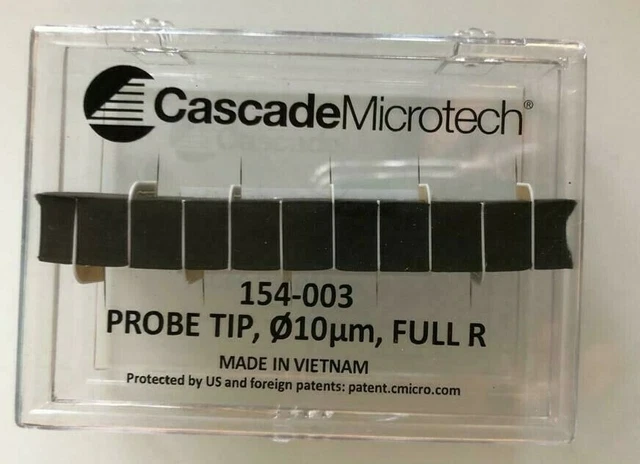 CascadeMicrotech®
154-003
PROBE TIP, Ø10µm, FULL R
MADE IN VIETNAM
Protected by US and foreign patents: patent.cmicro.com